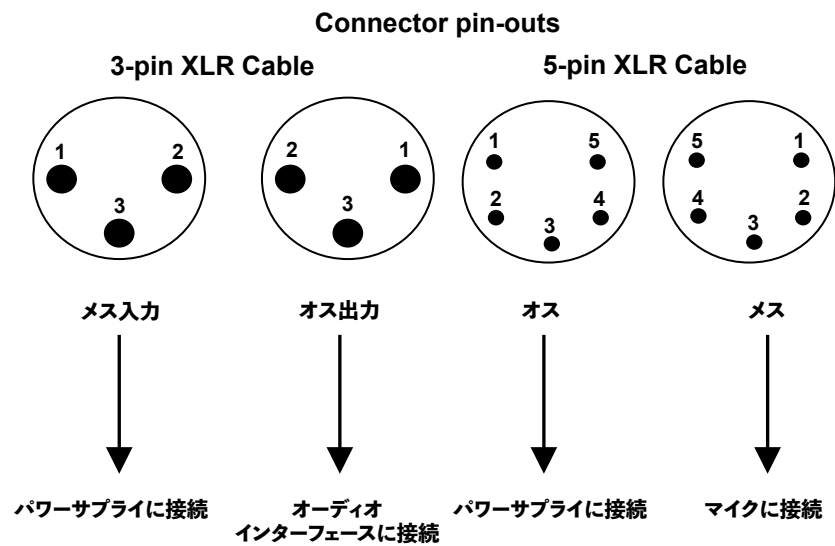 Connector pin-outs
3-pin XLR Cable
5-pin XLR Cable
1 2
3
2 1
3
1 5
2 4
3
5 1
4 2
3
メス入力
オス出力
オス
メス
パワーサプライに接続
オーディオ
インターフェースに接続
パワーサプライに接続
マイクに接続